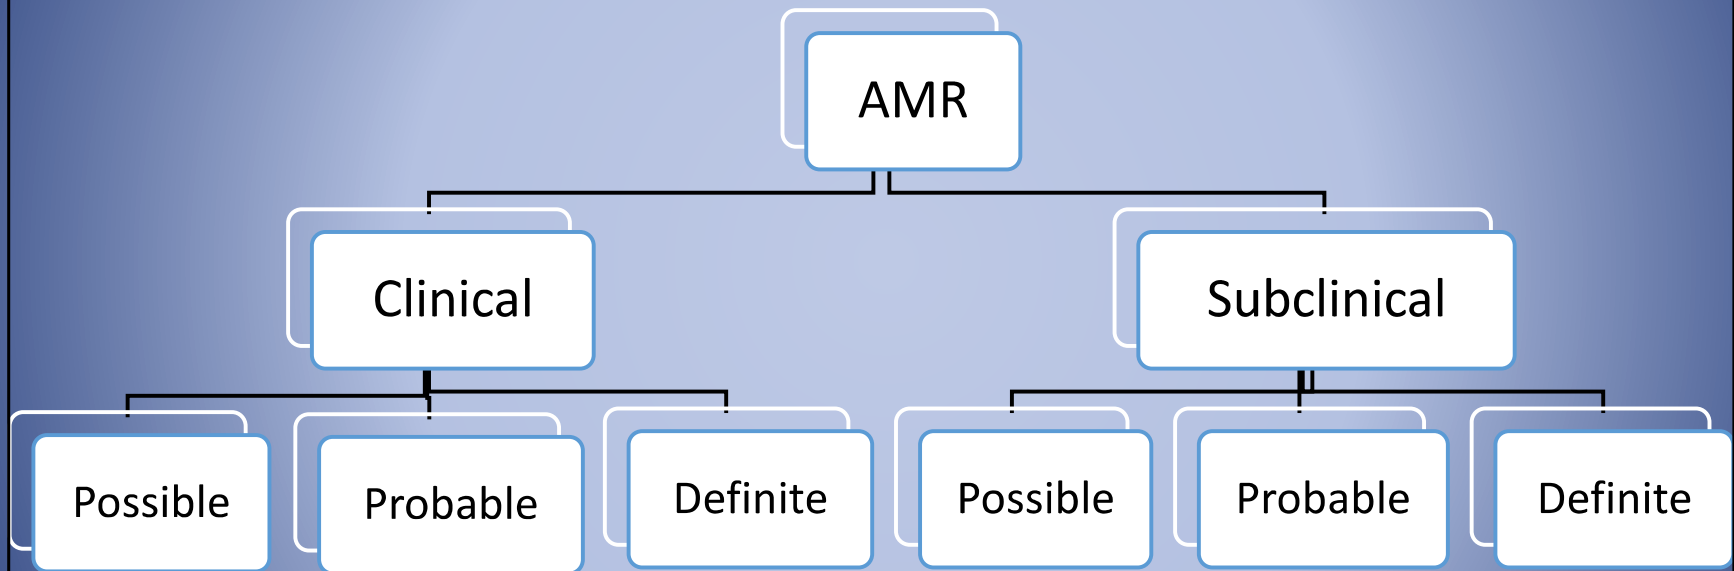 AMR
Clinical
Subclinical
Possible
Probable
Definite
Possible
Probable
Definite